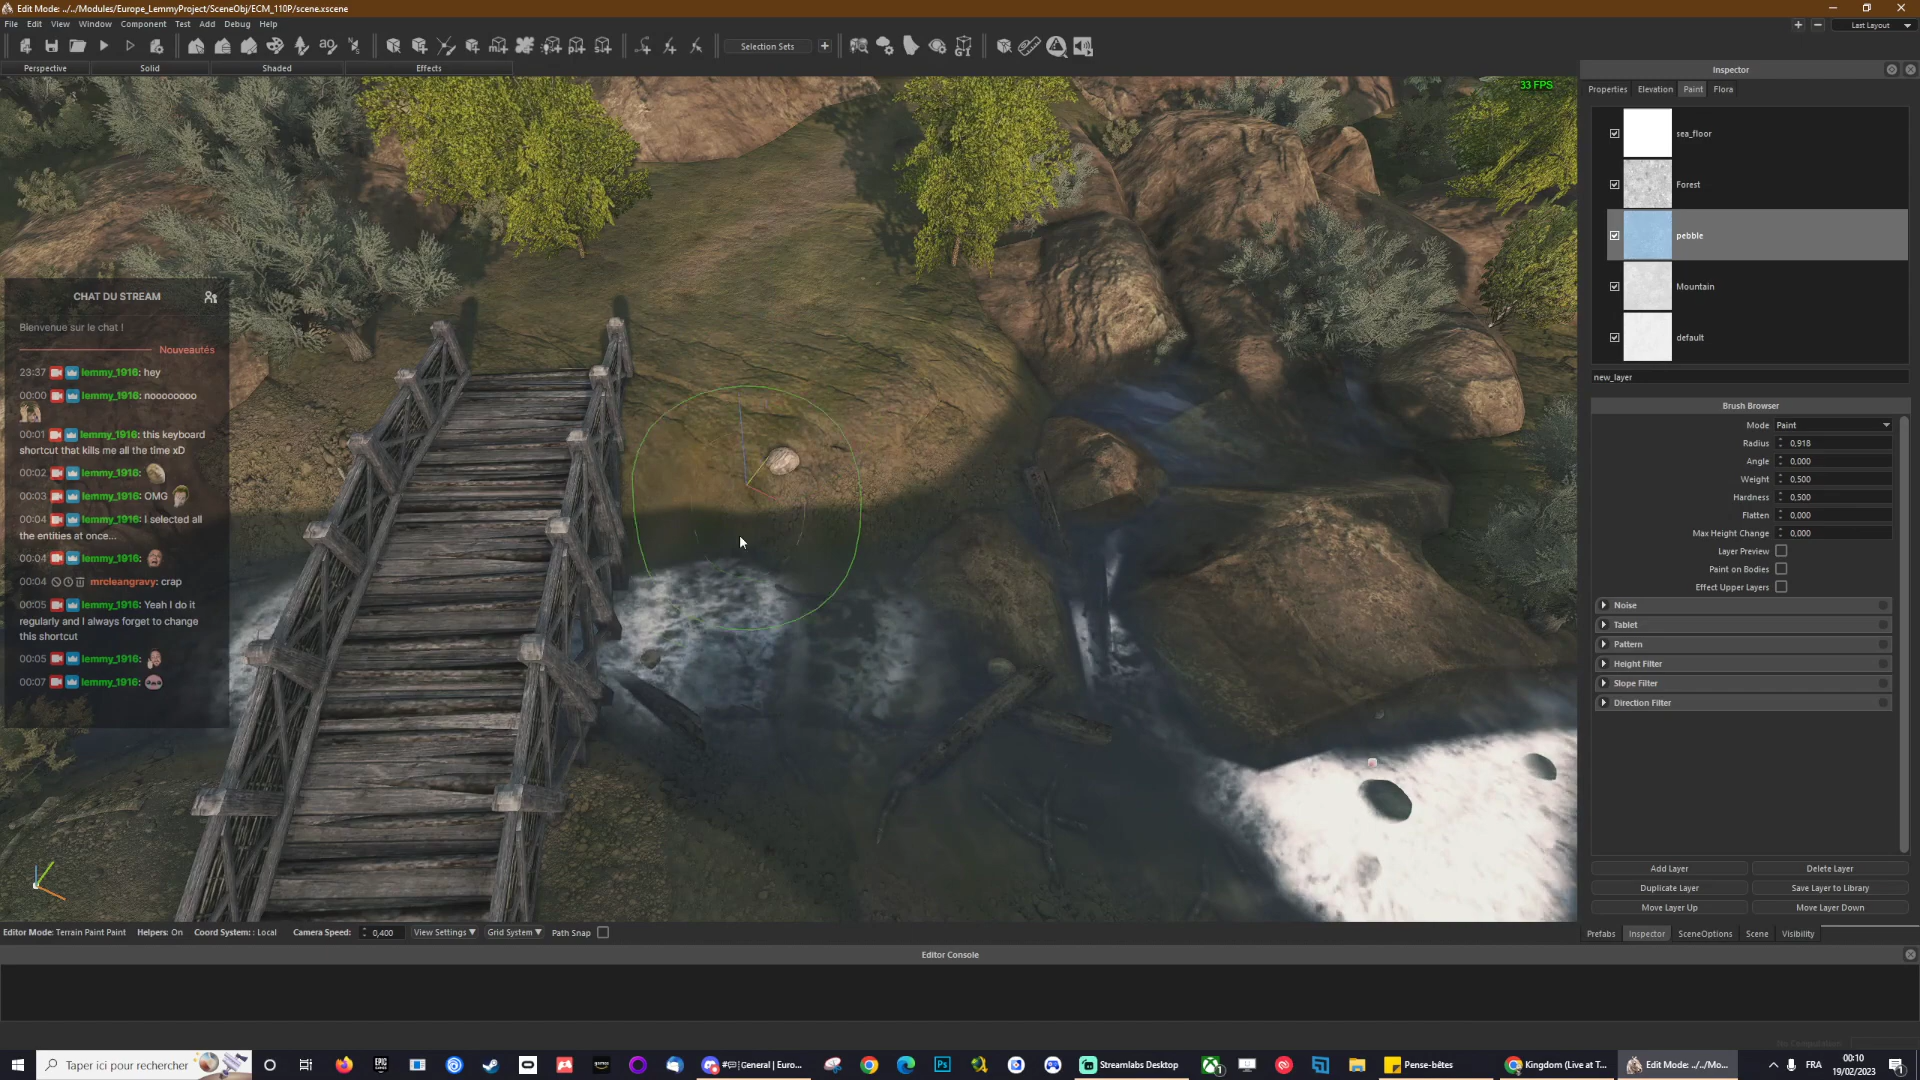 Edit Mode: ../../Modules/Europe_LemmyProject/SceneObj/ECM_110P/scene.xscene
File Edit View Window Component Test Add Debug Help
Last Layout
Selection Sets
Perspective Solid Shaded Effects
33 FPS
CHAT DU STREAM
Bienvenue sur le chat !
Nouveautés
23:37 lemmy_1916: hey
00:00 lemmy_1916: noooooooo
00:01 lemmy_1916: this keyboard
shortcut that kills me all the time xD
00:02 lemmy_1916:
00:03 lemmy_1916: OMG
00:04 lemmy_1916: I selected all
the entities at once...
00:04 lemmy_1916:
00:04 mrcleangravy: crap
00:05 lemmy_1916: Yeah I do it
regularly and I always forget to change
this shortcut
00:05 lemmy_1916:
00:07 lemmy_1916:
Inspector
Properties Elevation Paint Flora
sea_floor
Forest
pebble
Mountain
default
new_layer
Brush Browser
Mode Paint
Radius 0,918
Angle 0,000
Weight 0,500
Hardness 0,500
Flatten 0,000
Max Height Change 0,000
Layer Preview
Paint on Bodies
Effect Upper Layers
Noise
Tablet
Pattern
Height Filter
Slope Filter
Direction Filter
Add Layer Delete Layer
Duplicate Layer Save Layer to Library
Move Layer Up Move Layer Down
Prefabs Inspector SceneOptions Scene Visibility
Editor Mode: Terrain Paint Paint Helpers: On Coord System: : Local Camera Speed: 0,400 View Settings Grid System Path Snap
Editor Console
Taper ici pour rechercher
#General | Euro...
Streamlabs Desktop
Pense-bêtes
Kingdom (Live at T...
Edit Mode: ../../Mo...
FRA
00:10
19/02/2023